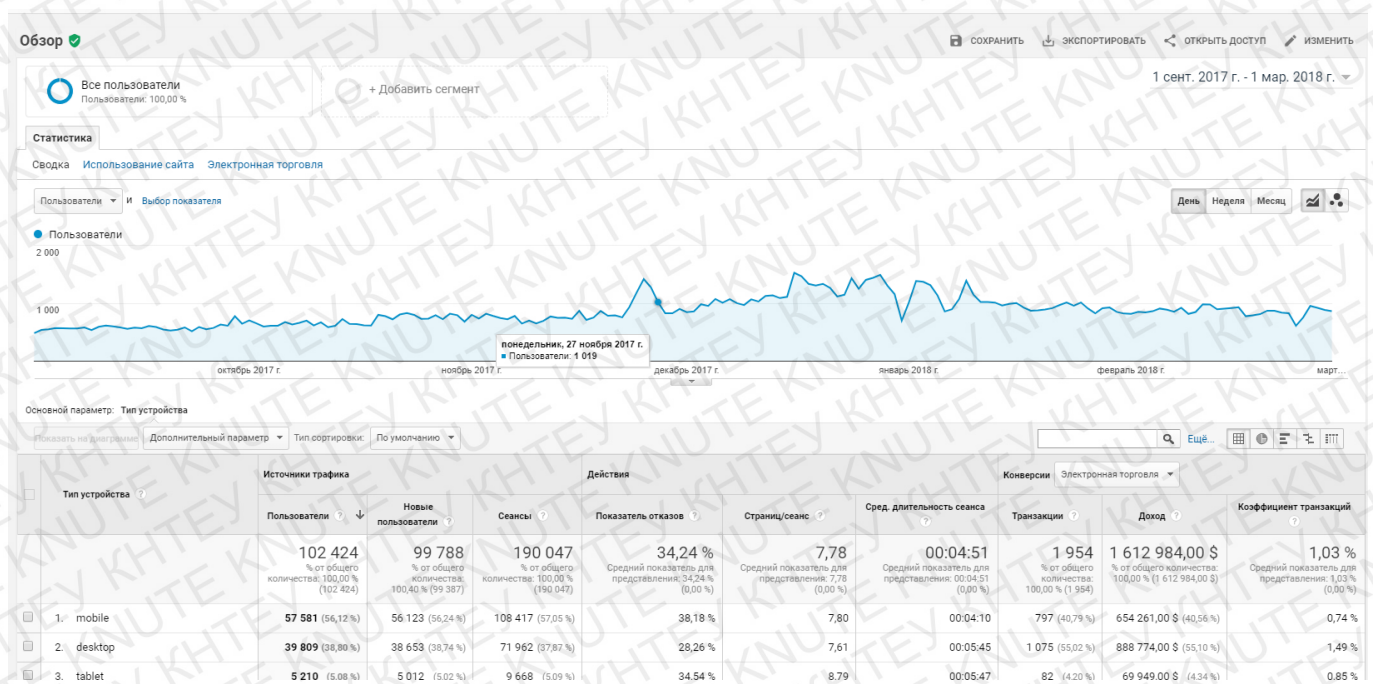 Обзор
СОХРАНИТЬ ЭКСПОРТИРОВАТЬ ОТКРЫТЬ ДОСТУП ИЗМЕНИТЬ
Все пользователи
Пользователи: 100,00 %
+ Добавить сегмент
1 сент. 2017 г. - 1 мар. 2018 г.
Статистика
Сводка Использование сайта Электронная торговля
Пользователи И Выбор показателя
День Неделя Месяц
Пользователи
2 000
1 000
понедельник, 27 ноября 2017 г.
Пользователи: 1 019
октябрь 2017 г. ноябрь 2017 г. декабрь 2017 г. январь 2018 г. февраль 2018 г. март...
Основной параметр: Тип устройства
Показать на диаграмме Дополнительный параметр Тип сортировки: По умолчанию Ещё...
Тип устройства ? Источники трафика Действия Конверсии Электронная торговля
Пользователи ? Новые пользователи ? Сеансы ? Показатель отказов ? Страниц/сеанс ? Сред. длительность сеанса ? Транзакции ? Доход ? Коэффициент транзакций ?
102 424 99 788 190 047 34,24 % 7,78 00:04:51 1 954 1 612 984,00 $ 1,03 %
% от общего количества: 100,00 % (102 424) % от общего количества: 100,40 % (99 387) % от общего количества: 100,00 % (190 047) Средний показатель для представления: 34,24 % (0,00 %) Средний показатель для представления: 7,78 (0,00 %) Средний показатель для представления: 00:04:51 (0,00 %) % от общего количества: 100,00 % (1 954) % от общего количества: 100,00 % (1 612 984,00 $) Средний показатель для представления: 1,03 % (0,00 %)
1. mobile 57 581 (56,12 %) 56 123 (56,24 %) 108 417 (57,05 %) 38,18 % 7,80 00:04:10 797 (40,79 %) 654 261,00 $ (40,56 %) 0,74 %
2. desktop 39 809 (38,80 %) 38 653 (38,74 %) 71 962 (37,87 %) 28,26 % 7,61 00:05:45 1 075 (55,02 %) 888 774,00 $ (55,10 %) 1,49 %
3. tablet 5 210 (5,08 %) 5 012 (5,02 %) 9 668 (5,09 %) 34,54 % 8,79 00:05:47 82 (4,20 %) 69 949,00 $ (4,34 %) 0,85 %
KHTEУ KNUTE